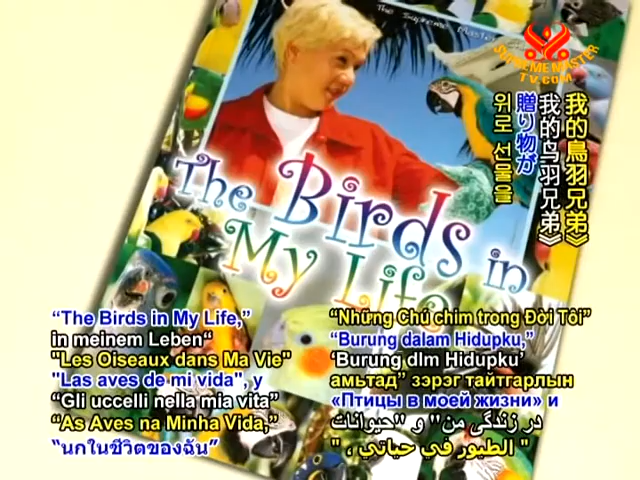 The Supreme Master
SUPREME MASTER
TV.COM
The Birds in
My Life
我的鳥羽兄弟》
我的鸟羽兄弟》
贈り物が
위로 선물을
“The Birds in My Life,”
in meinem Leben“
"Les Oiseaux dans Ma Vie"
"Las aves de mi vida", y
“Gli uccelli nella mia vita”
“As Aves na Minha Vida,”
“นกในชีวิตของฉัน”
“Những Chú chim trong Đời Tôi”
“Burung dalam Hidupku,”
‘Burung dlm Hidupku’
амьтад” зэрэг тайтгарлын
«Птицы в моей жизни» и
در زندگی من" و "حیوانات
" الطيور في حياتي ، "